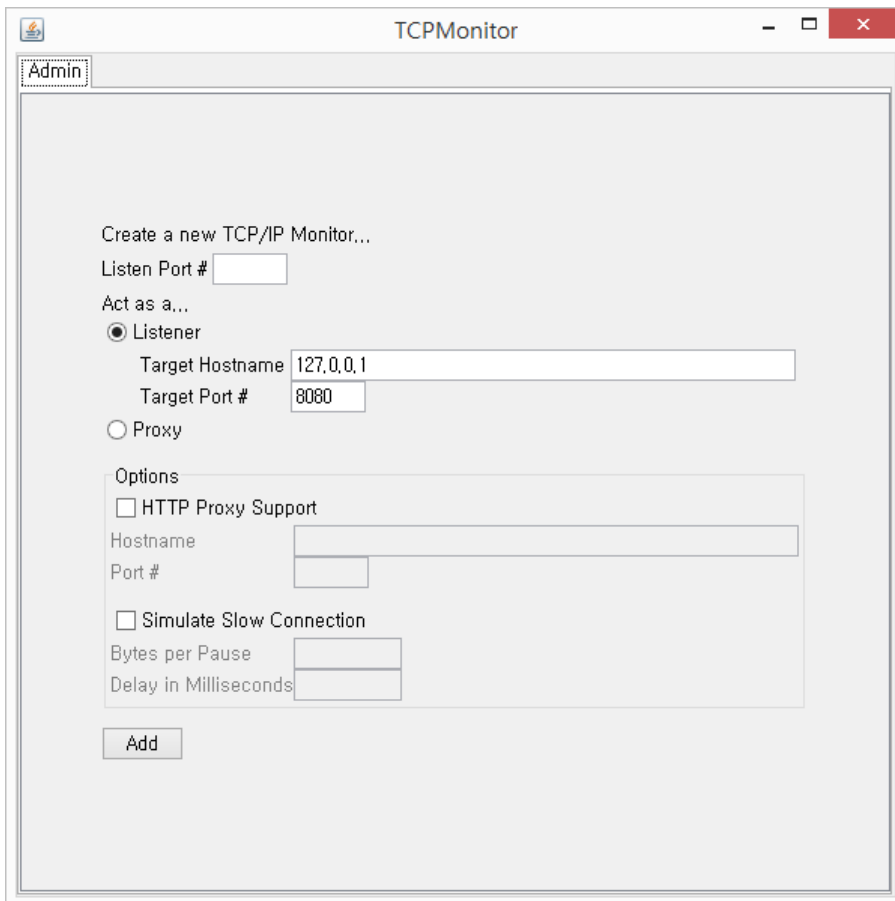 TCPMonitor
Admin
Create a new TCP/IP Monitor...
Listen Port #
Act as a...
Listener
Target Hostname 127.0.0.1
Target Port # 8080
Proxy
Options
HTTP Proxy Support
Hostname
Port #
Simulate Slow Connection
Bytes per Pause
Delay in Milliseconds
Add